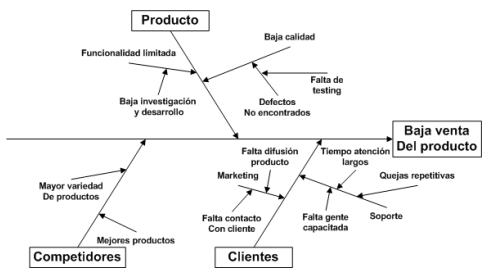 Producto
Baja calidad
Funcionalidad limitada
Falta de
testing
Baja investigación
y desarrollo
Defectos
No encontrados
Baja venta
Del producto
Falta difusión
producto
Tiempo atención
largos
Marketing
Quejas repetitivas
Mayor variedad
De productos
Falta contacto
Con cliente
Falta gente
capacitada
Soporte
Mejores productos
Competidores
Clientes